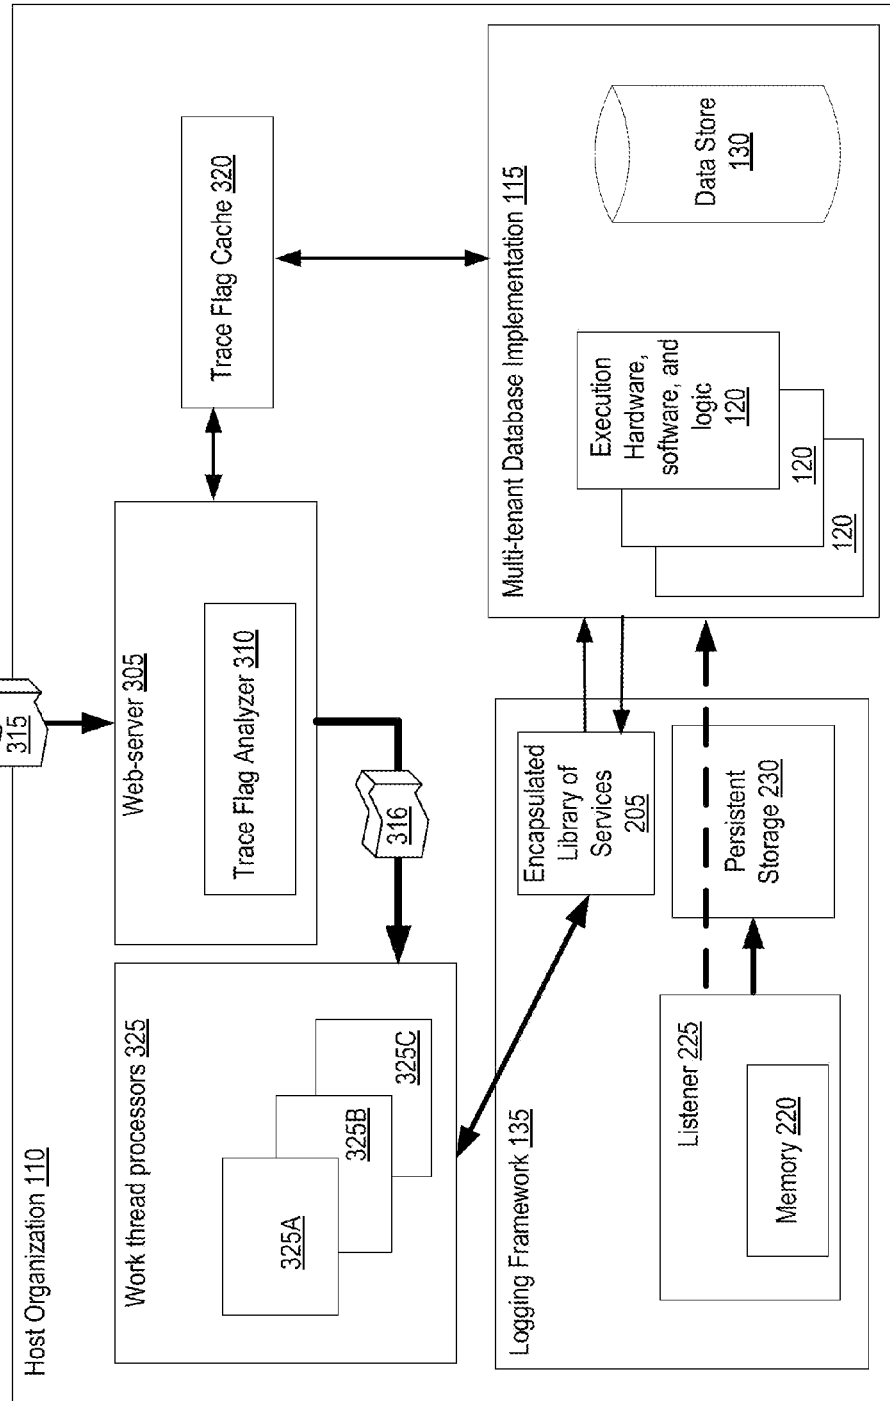 Host Organization 110
315
Work thread processors 325
325A
325B
325C
Web-server 305
Trace Flag Analyzer 310
316
Trace Flag Cache 320
Logging Framework 135
Listener 225
Memory 220
Encapsulated
Library of
Services
205
Persistent
Storage 230
Multi-tenant Database Implementation 115
Execution
Hardware,
software, and
logic
120
120
120
Data Store
130